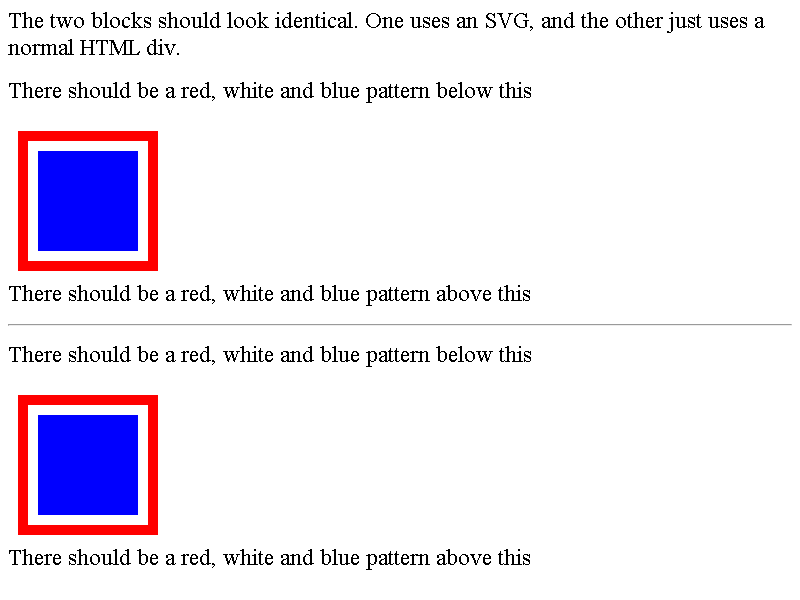 The two blocks should look identical. One uses an SVG, and the other just uses a
normal HTML div.
There should be a red, white and blue pattern below this
There should be a red, white and blue pattern above this
There should be a red, white and blue pattern below this
There should be a red, white and blue pattern above this